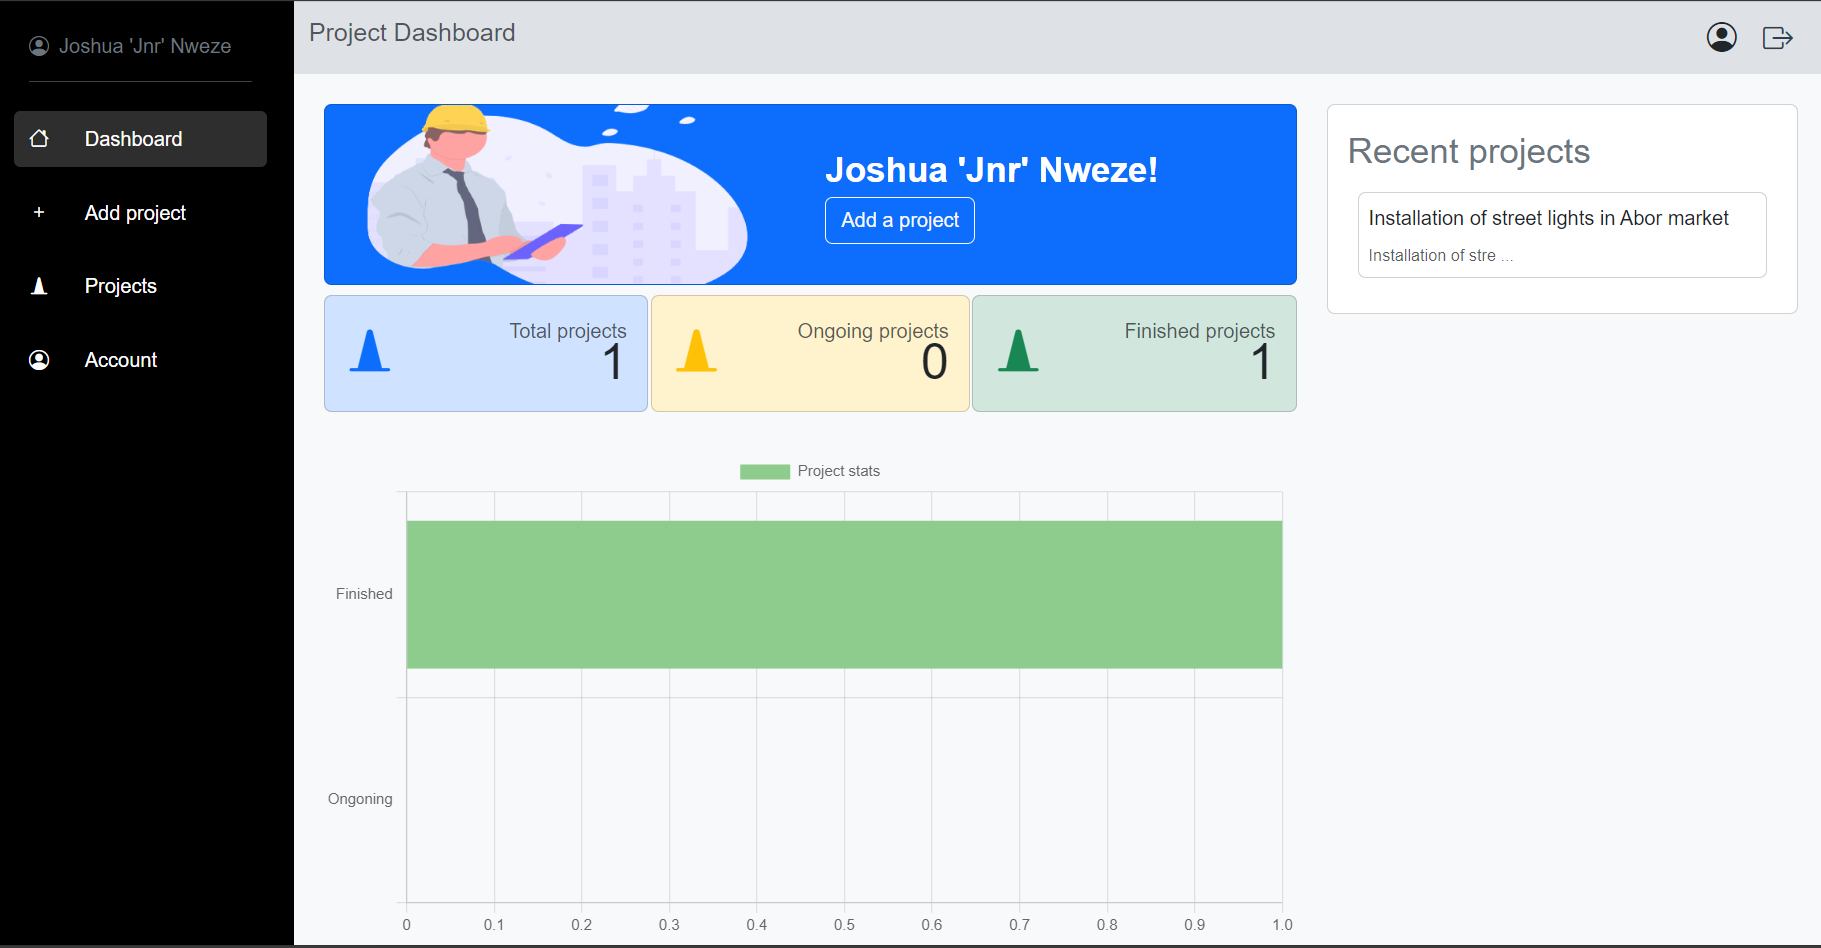 Joshua 'Jnr' Nweze
Dashboard
+ Add project
Projects
Account
Project Dashboard
Joshua 'Jnr' Nweze!
Add a project
Total projects
1
Ongoing projects
0
Finished projects
1
Project stats
Finished
Ongoning
0 0.1 0.2 0.3 0.4 0.5 0.6 0.7 0.8 0.9 1.0
Recent projects
Installation of street lights in Abor market
Installation of stre ...